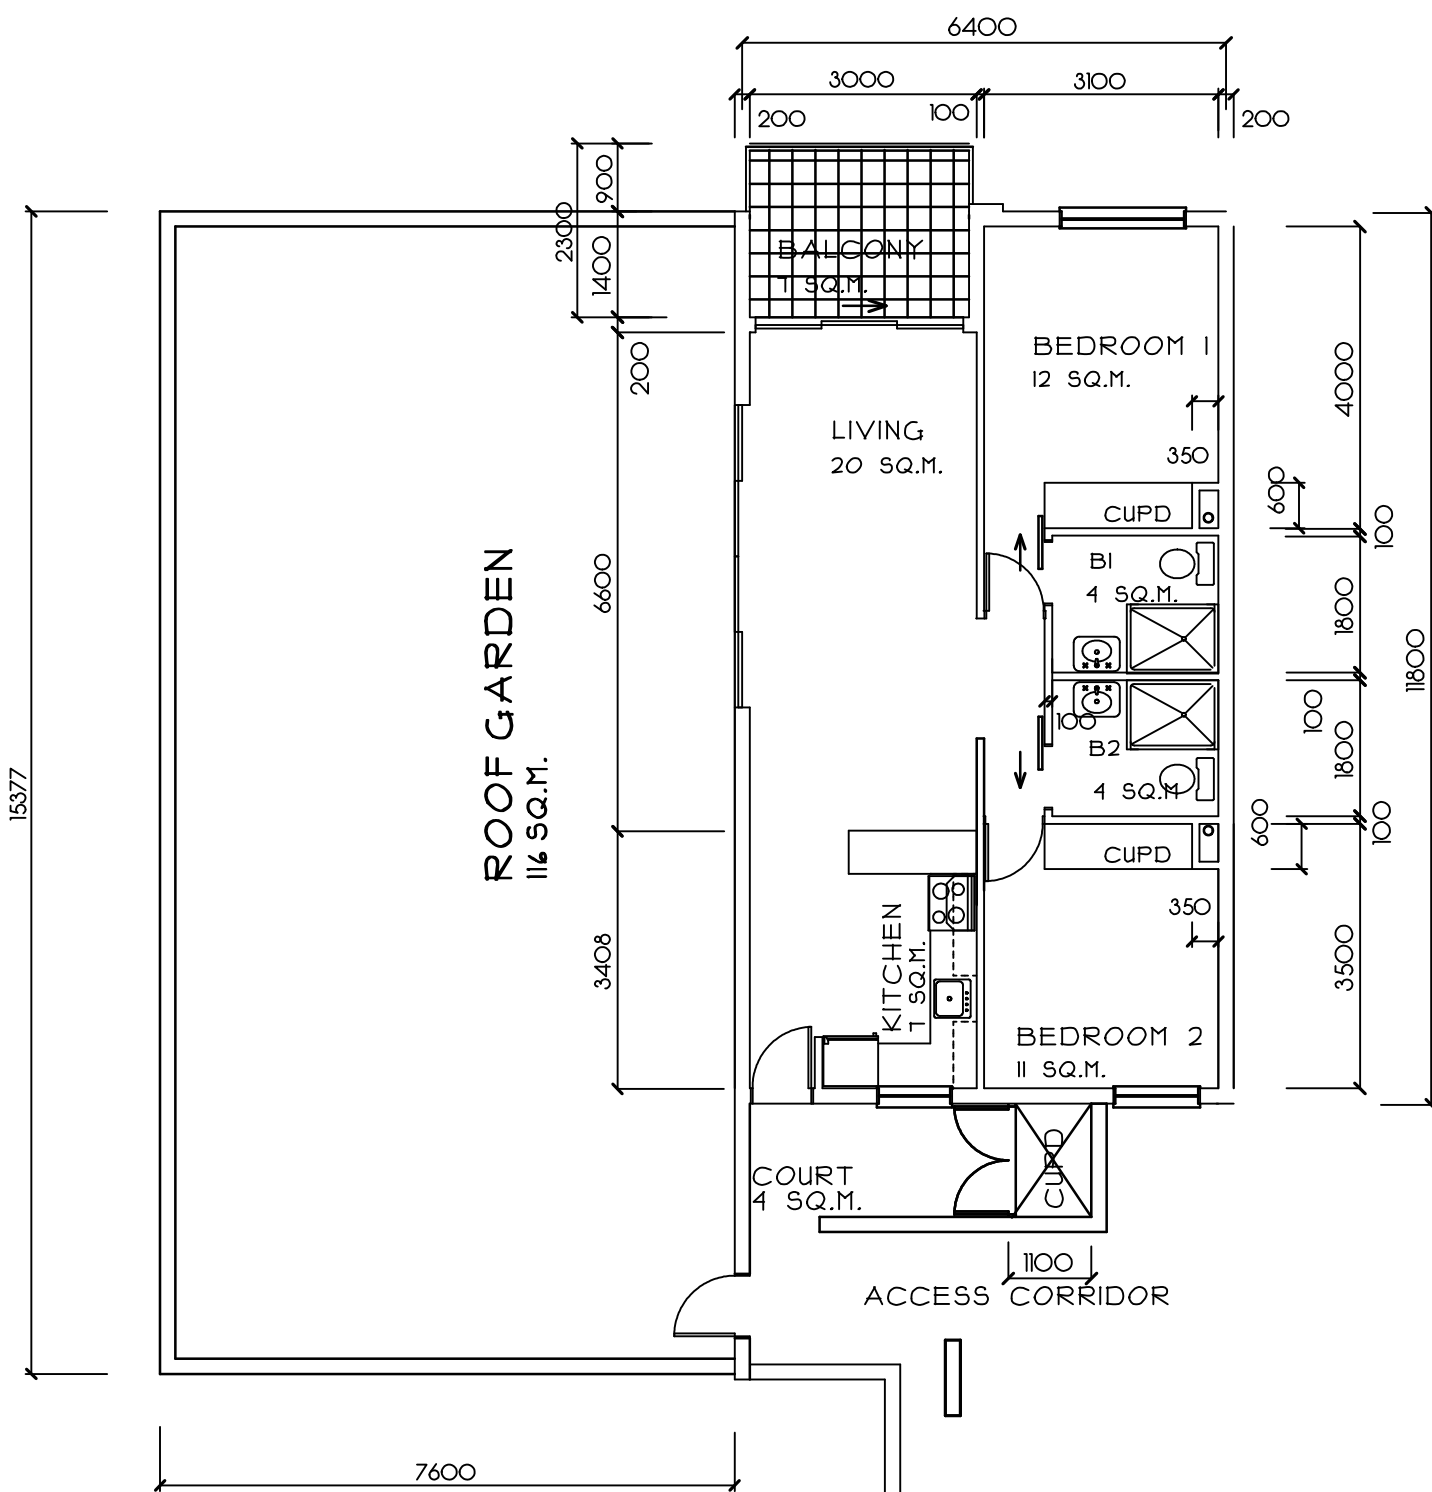 6400
3000
3100
200
100
200
900
2300
1400
200
BALCONY
7 SQ.M.
BEDROOM 1
12 SQ.M.
4000
LIVING
20 SQ.M.
350
600
CUPD
100
B1
4 SQ.M.
1800
6600
ROOF GARDEN
116 SQ.M.
11800
100
100
B2
4 SQ.M
1800
15377
600
100
CUPD
350
KITCHEN
7 SQ.M.
3408
3500
BEDROOM 2
11 SQ.M.
COURT
4 SQ.M.
CUPD
1100
ACCESS CORRIDOR
7600